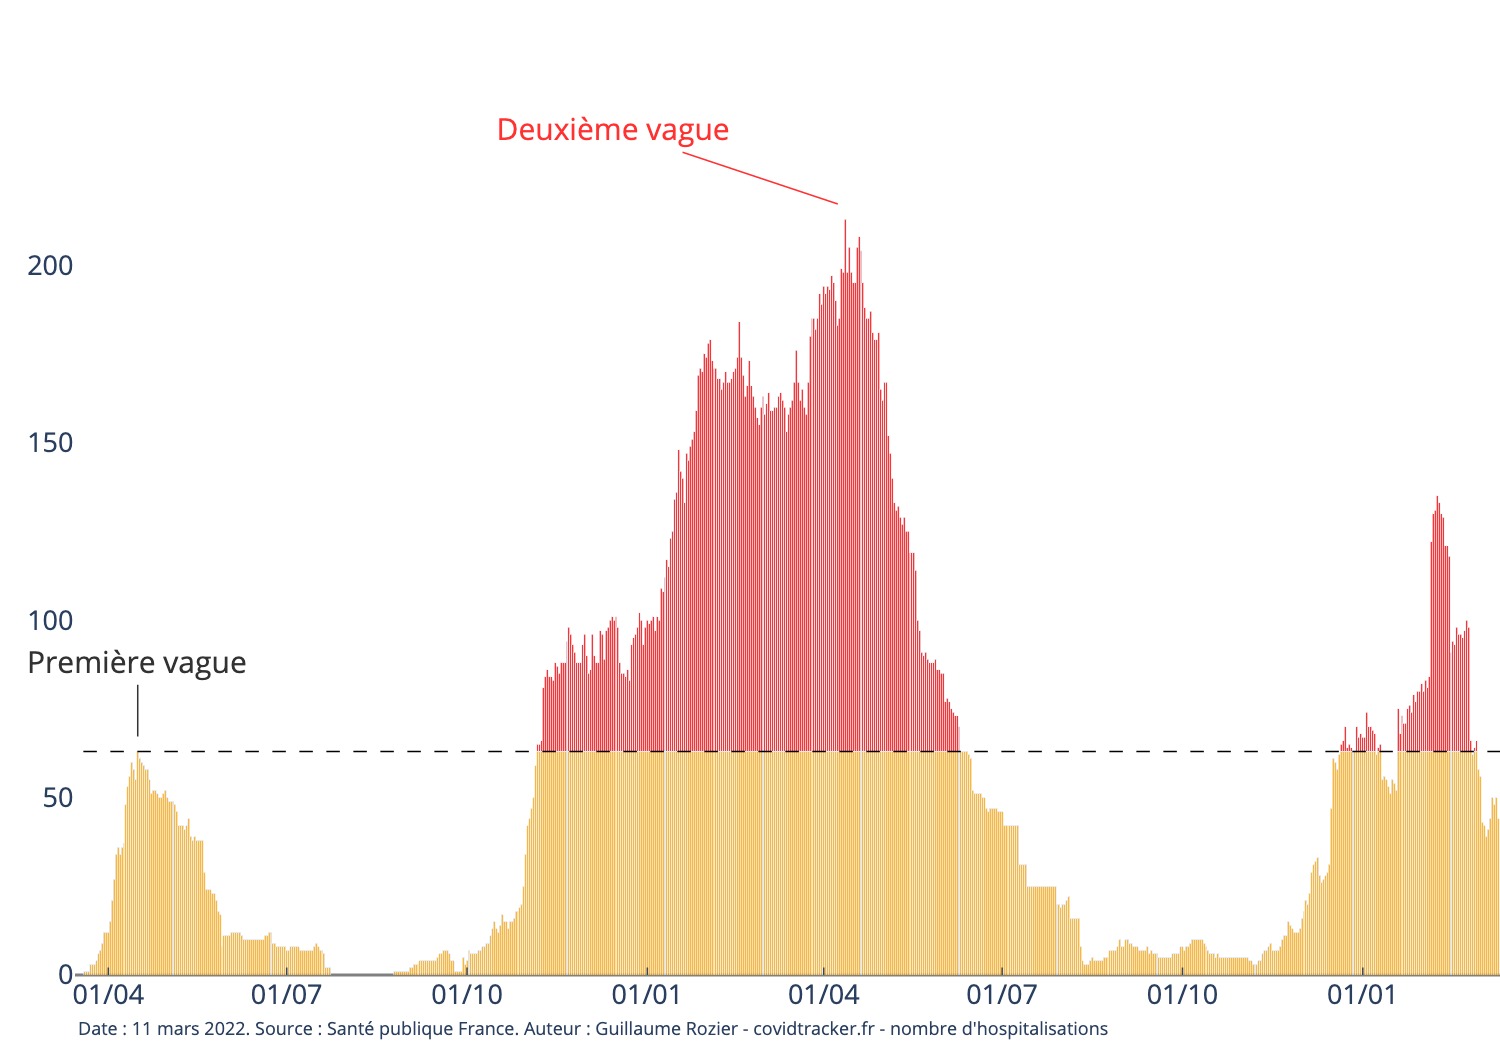 Deuxième vague
200
150
100
Première vague
50
0
01/04 01/07 01/10 01/01 01/04 01/07 01/10 01/01
Date : 11 mars 2022. Source : Santé publique France. Auteur : Guillaume Rozier - covidtracker.fr - nombre d'hospitalisations